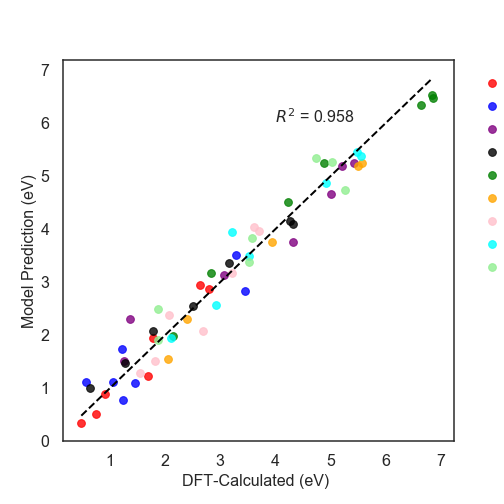 7
6
5
4
3
2
1
0
Model Prediction (eV)
R² = 0.958
1 2 3 4 5 6 7
DFT-Calculated (eV)